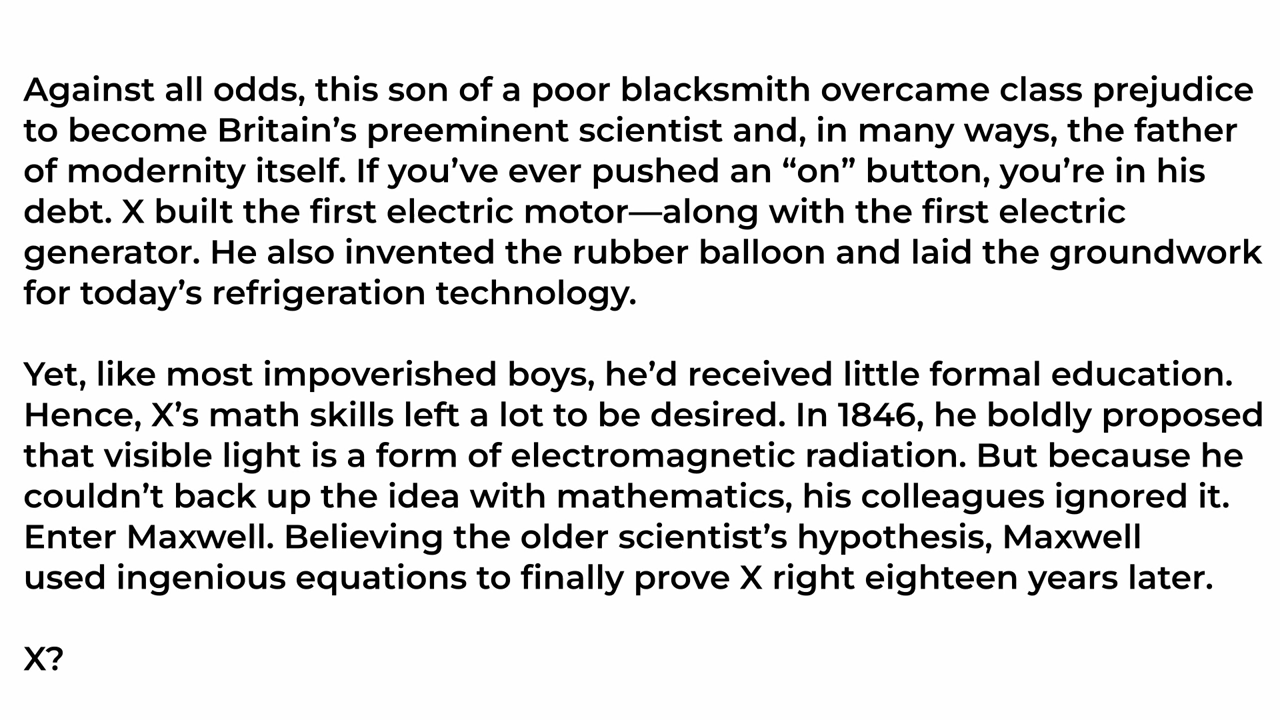 Against all odds, this son of a poor blacksmith overcame class prejudice
to become Britain’s preeminent scientist and, in many ways, the father
of modernity itself. If you’ve ever pushed an “on” button, you’re in his
debt. X built the first electric motor—along with the first electric
generator. He also invented the rubber balloon and laid the groundwork
for today’s refrigeration technology.
Yet, like most impoverished boys, he’d received little formal education.
Hence, X’s math skills left a lot to be desired. In 1846, he boldly proposed
that visible light is a form of electromagnetic radiation. But because he
couldn’t back up the idea with mathematics, his colleagues ignored it.
Enter Maxwell. Believing the older scientist’s hypothesis, Maxwell
used ingenious equations to finally prove X right eighteen years later.
X?